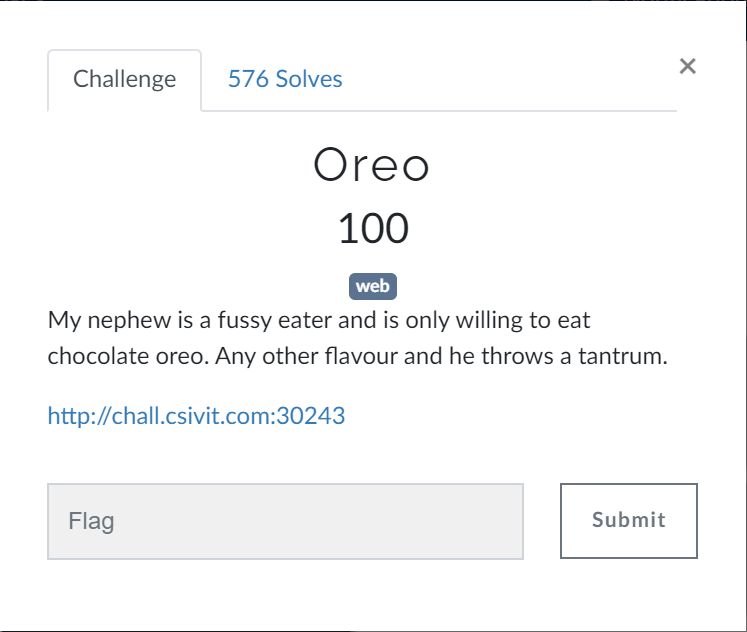 Challenge
576 Solves
×
Oreo
100
web
My nephew is a fussy eater and is only willing to eat
chocolate oreo. Any other flavour and he throws a tantrum.
http://chall.csivit.com:30243
Flag
Submit